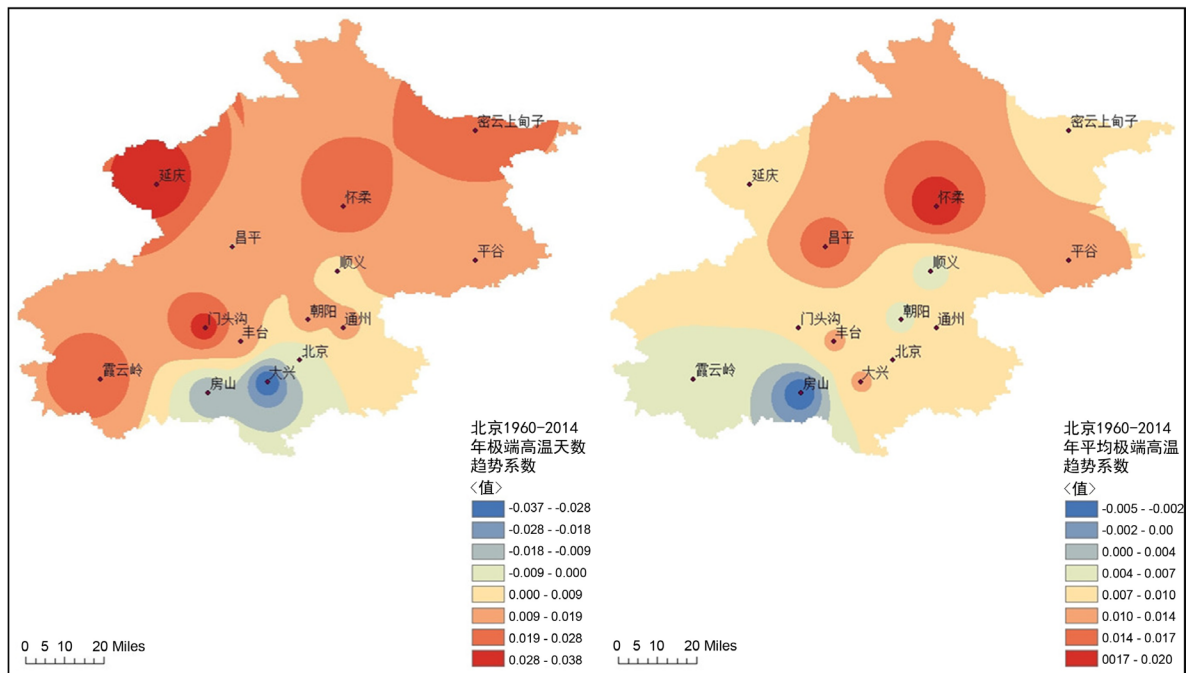 密云上甸子
延庆
怀柔
昌平
平谷
顺义
朝阳
通州
门头沟
丰台
北京
霞云岭
房山
大兴
北京1960-2014
年极端高温天数
趋势系数
<值>
-0.037 - -0.028
-0.028 - -0.018
-0.018 - -0.009
-0.009 - 0.000
0.000 - 0.009
0.009 - 0.019
0.019 - 0.028
0.028 - 0.038
0 5 10 20 Miles
密云上甸子
延庆
怀柔
昌平
平谷
顺义
朝阳
通州
门头沟
丰台
北京
霞云岭
房山
大兴
北京1960-2014
年平均极端高温
趋势系数
<值>
-0.005 - -0.002
-0.002 - 0.00
0.000 - 0.004
0.004 - 0.007
0.007 - 0.010
0.010 - 0.014
0.014 - 0.017
0017 - 0.020
0 5 10 20 Miles